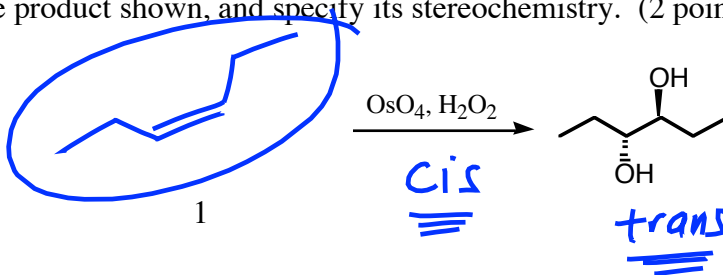 e product shown, and specify its stereochemistry. (2 poin
OH
OsO4, H2O2
cis
OH
1
trans